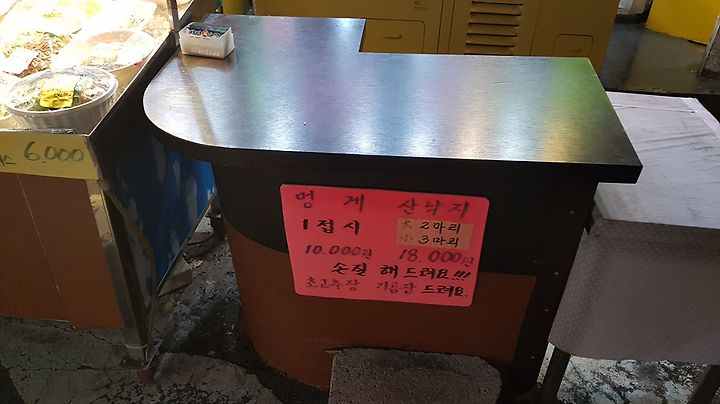 6.000
멍 게 산낙지
1접시 大 2마리
小 3마리
10.000원 18.000원
손질 해 드려요!!!
초고추장 기름장 드려요.